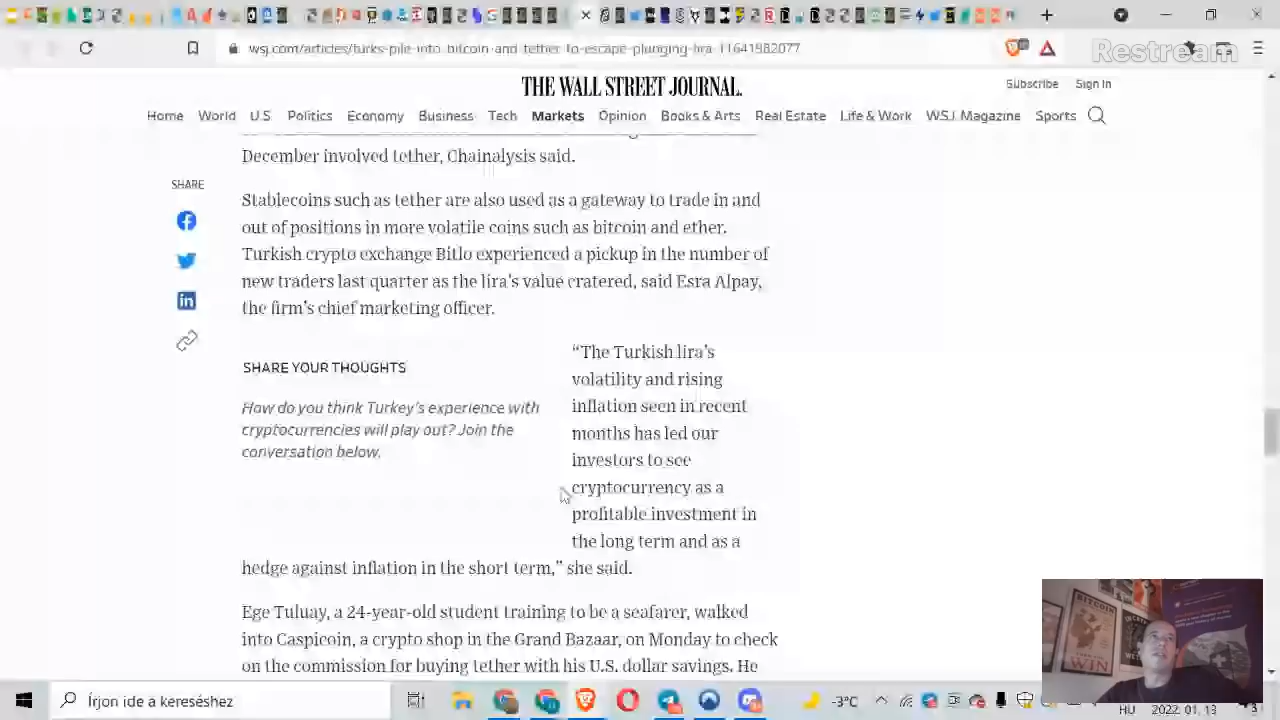 wsj.com/articles/turks-pile-into-bitcoin-and-tether-to-escape-plunging-lira-11641982077
Restream
THE WALL STREET JOURNAL.
Subscribe Sign In
Home World U.S. Politics Economy Business Tech Markets Opinion Books & Arts Real Estate Life & Work WSJ. Magazine Sports
December involved tether, Chainalysis said.
SHARE
Stablecoins such as tether are also used as a gateway to trade in and
out of positions in more volatile coins such as bitcoin and ether.
Turkish crypto exchange Bitlo experienced a pickup in the number of
new traders last quarter as the lira's value cratered, said Esra Alpay,
the firm's chief marketing officer.
SHARE YOUR THOUGHTS
How do you think Turkey's experience with
cryptocurrencies will play out? Join the
conversation below.
“The Turkish lira's
volatility and rising
inflation seen in recent
months has led our
investors to see
cryptocurrency as a
profitable investment in
the long term and as a
hedge against inflation in the short term,” she said.
Ege Tuluay, a 24-year-old student training to be a seafarer, walked
into Caspicoin, a crypto shop in the Grand Bazaar, on Monday to check
on the commission for buying tether with his U.S. dollar savings. He
BITCOIN
WIN
Írjon ide a kereséshez
-3°C
HU
2022. 01. 13.